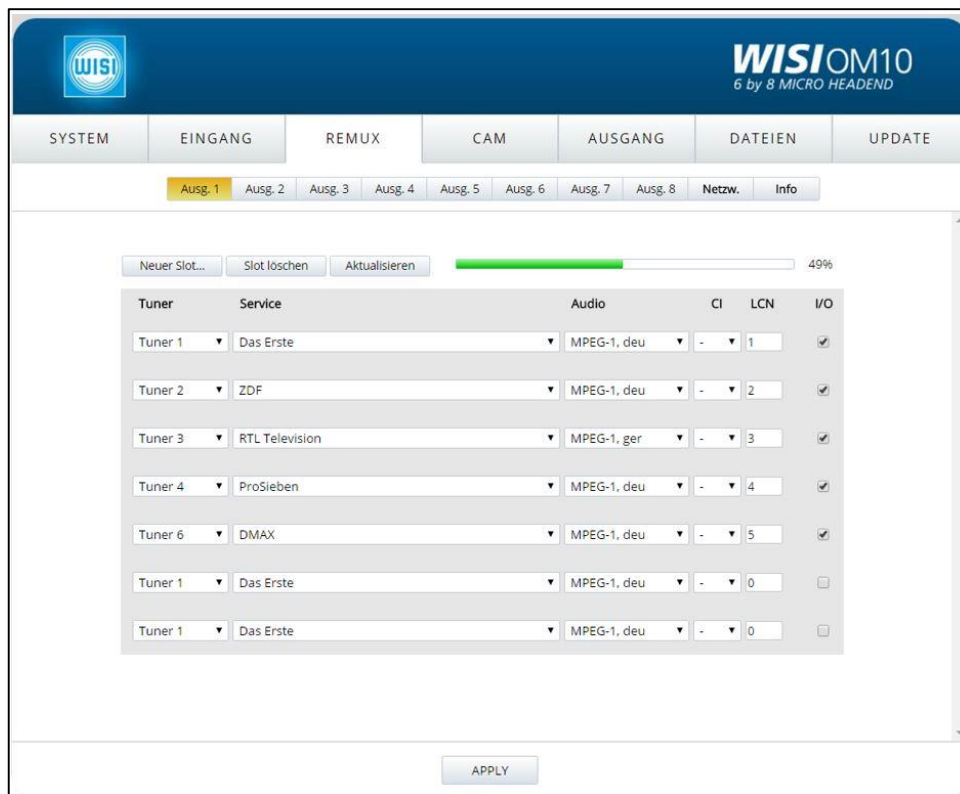 WISI
WISI OM10
6 by 8 MICRO HEADEND
SYSTEM EINGANG REMUX CAM AUSGANG DATEIEN UPDATE
Ausg. 1 Ausg. 2 Ausg. 3 Ausg. 4 Ausg. 5 Ausg. 6 Ausg. 7 Ausg. 8 Netzw. Info
Neuer Slot... Slot löschen Aktualisieren 49%
Tuner Service Audio CI LCN I/O
Tuner 1 Das Erste MPEG-1, deu - 1
Tuner 2 ZDF MPEG-1, deu - 2
Tuner 3 RTL Television MPEG-1, ger - 3
Tuner 4 ProSieben MPEG-1, deu - 4
Tuner 6 DMAX MPEG-1, deu - 5
Tuner 1 Das Erste MPEG-1, deu - 0
Tuner 1 Das Erste MPEG-1, deu - 0
APPLY